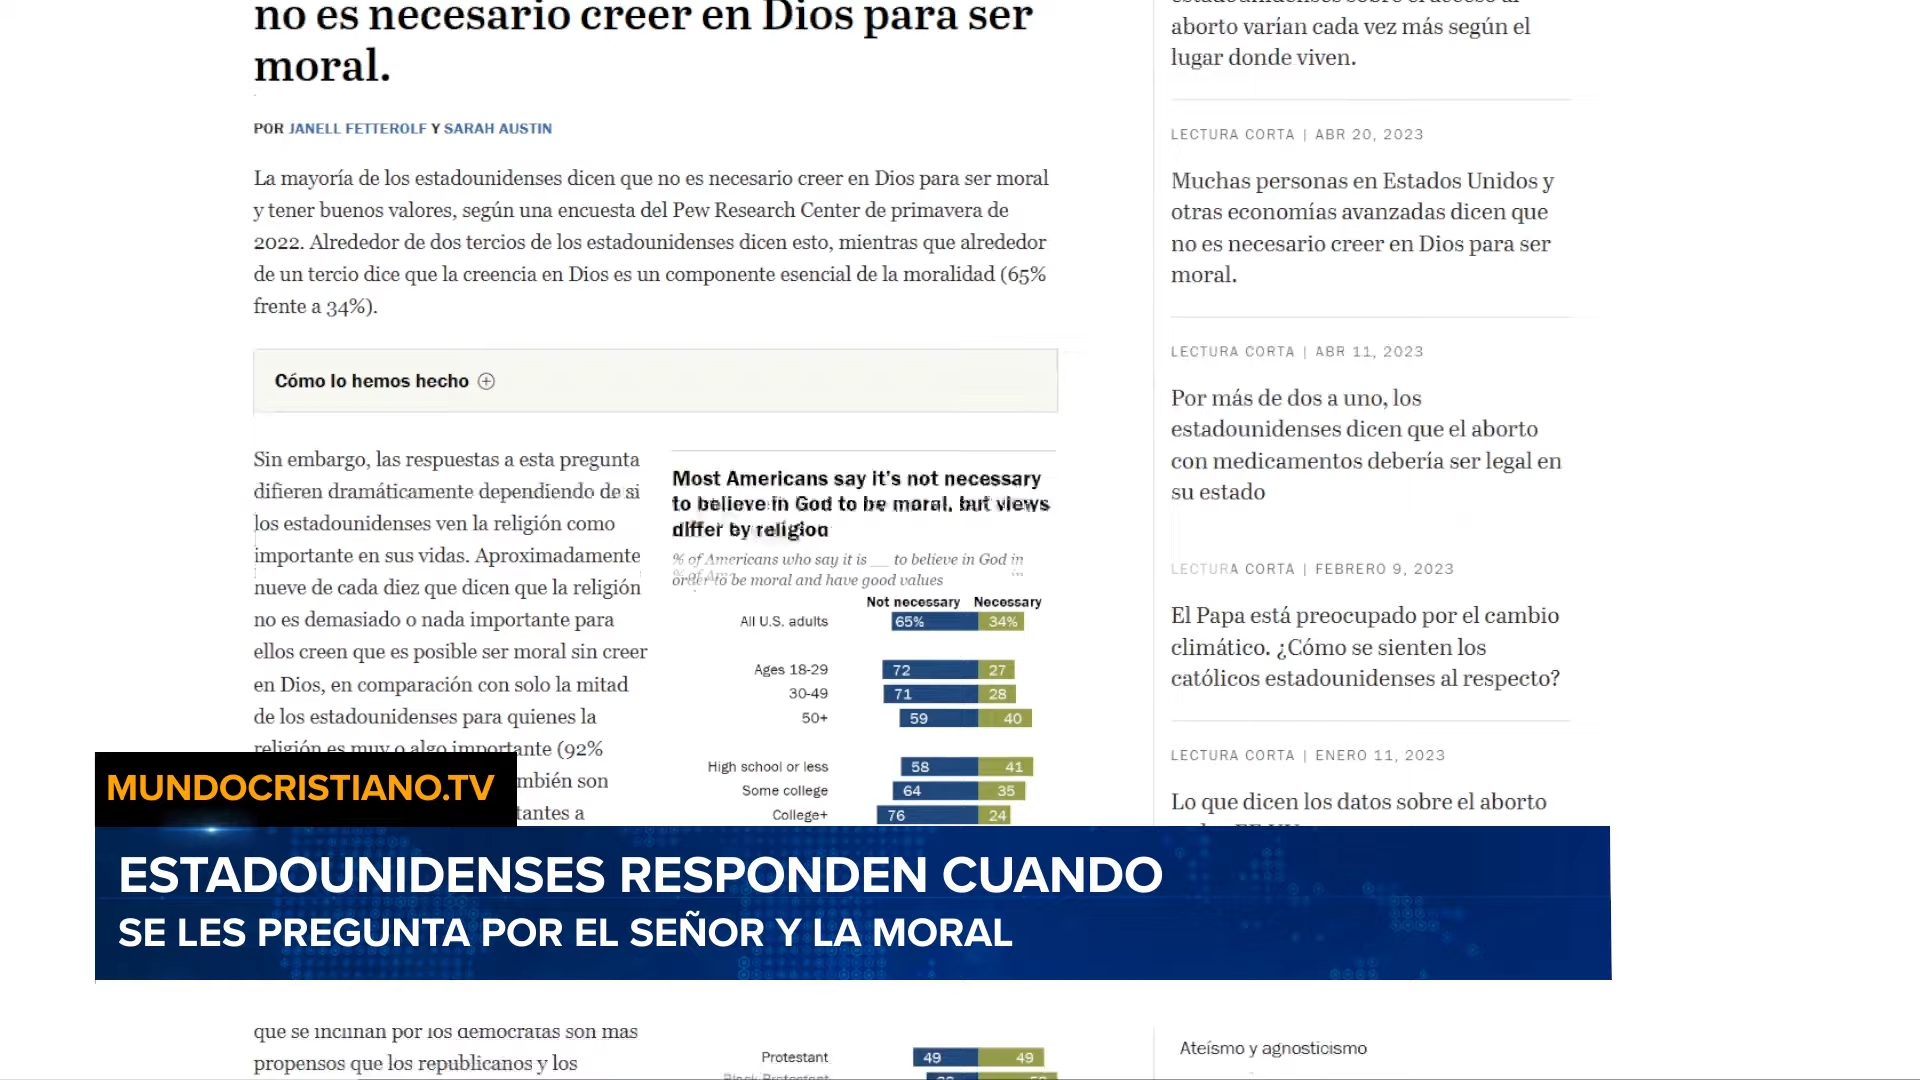 no es necesario creer en Dios para ser
moral.
POR JANELL FETTEROLF Y SARAH AUSTIN
La mayoría de los estadounidenses dicen que no es necesario creer en Dios para ser moral
y tener buenos valores, según una encuesta del Pew Research Center de primavera de
2022. Alrededor de dos tercios de los estadounidenses dicen esto, mientras que alrededor
de un tercio dice que la creencia en Dios es un componente esencial de la moralidad (65%
frente a 34%).
Cómo lo hemos hecho
Sin embargo, las respuestas a esta pregunta
difieren dramáticamente dependiendo de si
los estadounidenses ven la religión como
importante en sus vidas. Aproximadamente
nueve de cada diez que dicen que la religión
no es demasiado o nada importante para
ellos creen que es posible ser moral sin creer
en Dios, en comparación con solo la mitad
de los estadounidenses para quienes la
religión es muy o algo importante (92%
mbién son
tantes a
que se inclinan por los demócratas son más
propensos que los republicanos y los
Most Americans say it's not necessary
to believe in God to be moral, but views
differ by religion
% of Americans who say it is __ to believe in God in
order to be moral and have good values
Not necessary Necessary
All U.S. adults 65% 34%
Ages 18-29 72 27
30-49 71 28
50+ 59 40
High school or less 58 41
Some college 64 35
College+ 76 24
Protestant 49 49
aborto varían cada vez más según el
lugar donde viven.
LECTURA CORTA | ABR 20, 2023
Muchas personas en Estados Unidos y
otras economías avanzadas dicen que
no es necesario creer en Dios para ser
moral.
LECTURA CORTA | ABR 11, 2023
Por más de dos a uno, los
estadounidenses dicen que el aborto
con medicamentos debería ser legal en
su estado
LECTURA CORTA | FEBRERO 9, 2023
El Papa está preocupado por el cambio
climático. ¿Cómo se sienten los
católicos estadounidenses al respecto?
LECTURA CORTA | ENERO 11, 2023
Lo que dicen los datos sobre el aborto
Ateísmo y agnosticismo
MUNDOCRISTIANO.TV
ESTADOUNIDENSES RESPONDEN CUANDO
SE LES PREGUNTA POR EL SEÑOR Y LA MORAL